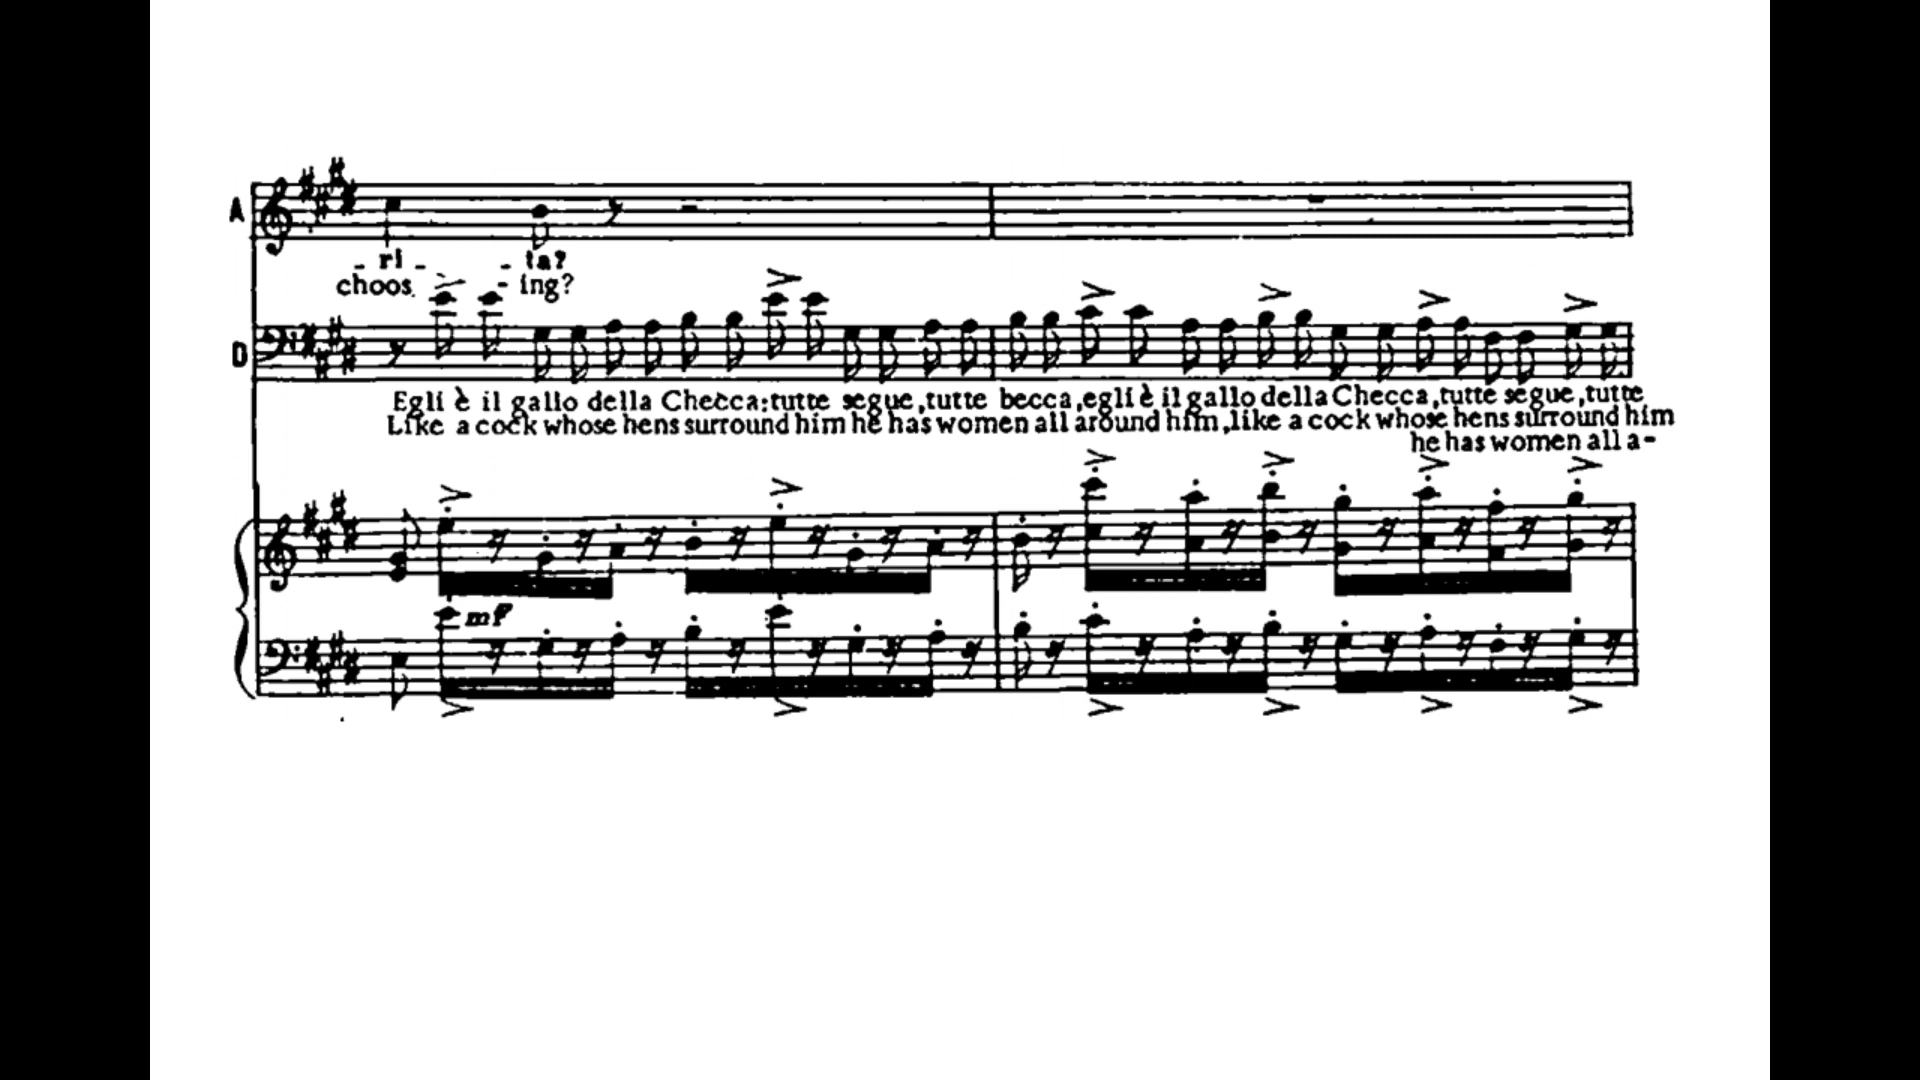 A
- ri - - ta?
choos - ing?
D
Egli è il gallo della Checca: tutte segue, tutte becca, egli è il gallo della Checca, tutte segue, tutte
Like a cock whose hens surround him he has women all around him, like a cock whose hens surround him
he has women all a-
mf